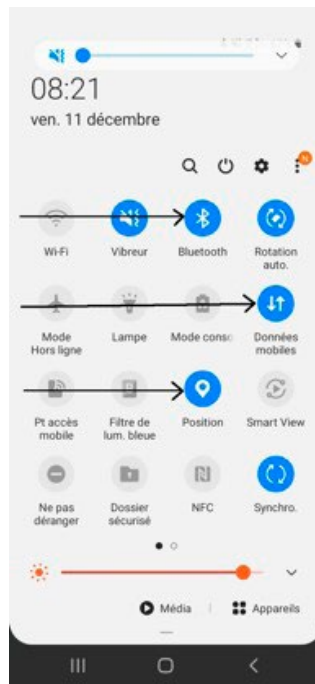 08:21
ven. 11 décembre
N
Wi-Fi
Vibreur
Bluetooth
Rotation
auto.
Mode
Hors ligne
Lampe
Mode conso
Données
mobiles
Pt accès
mobile
Filtre de
lum. bleue
Position
Smart View
Ne pas
déranger
Dossier
sécurisé
NFC
Synchro.
Média
Appareils